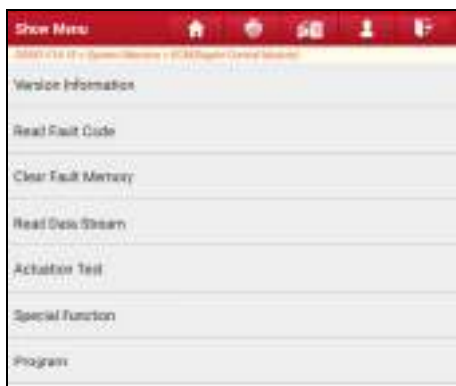 Show Menu
Version Information
Read Fault Code
Clear Fault Memory
Read Data Stream
Actuation Test
Special Function
Program